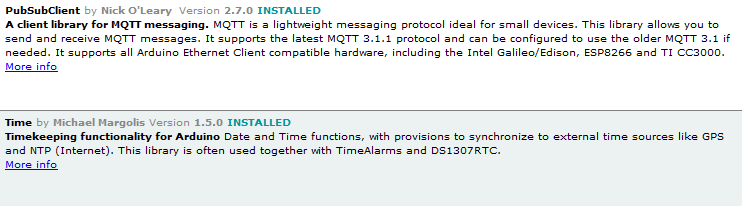 PubSubClient by Nick O'Leary Version 2.7.0 INSTALLED
A client library for MQTT messaging. MQTT is a lightweight messaging protocol ideal for small devices. This library allows you to
send and receive MQTT messages. It supports the latest MQTT 3.1.1 protocol and can be configured to use the older MQTT 3.1 if
needed. It supports all Arduino Ethernet Client compatible hardware, including the Intel Galileo/Edison, ESP8266 and TI CC3000.
More info
Time by Michael Margolis Version 1.5.0 INSTALLED
Timekeeping functionality for Arduino Date and Time functions, with provisions to synchronize to external time sources like GPS
and NTP (Internet). This library is often used together with TimeAlarms and DS1307RTC.
More info